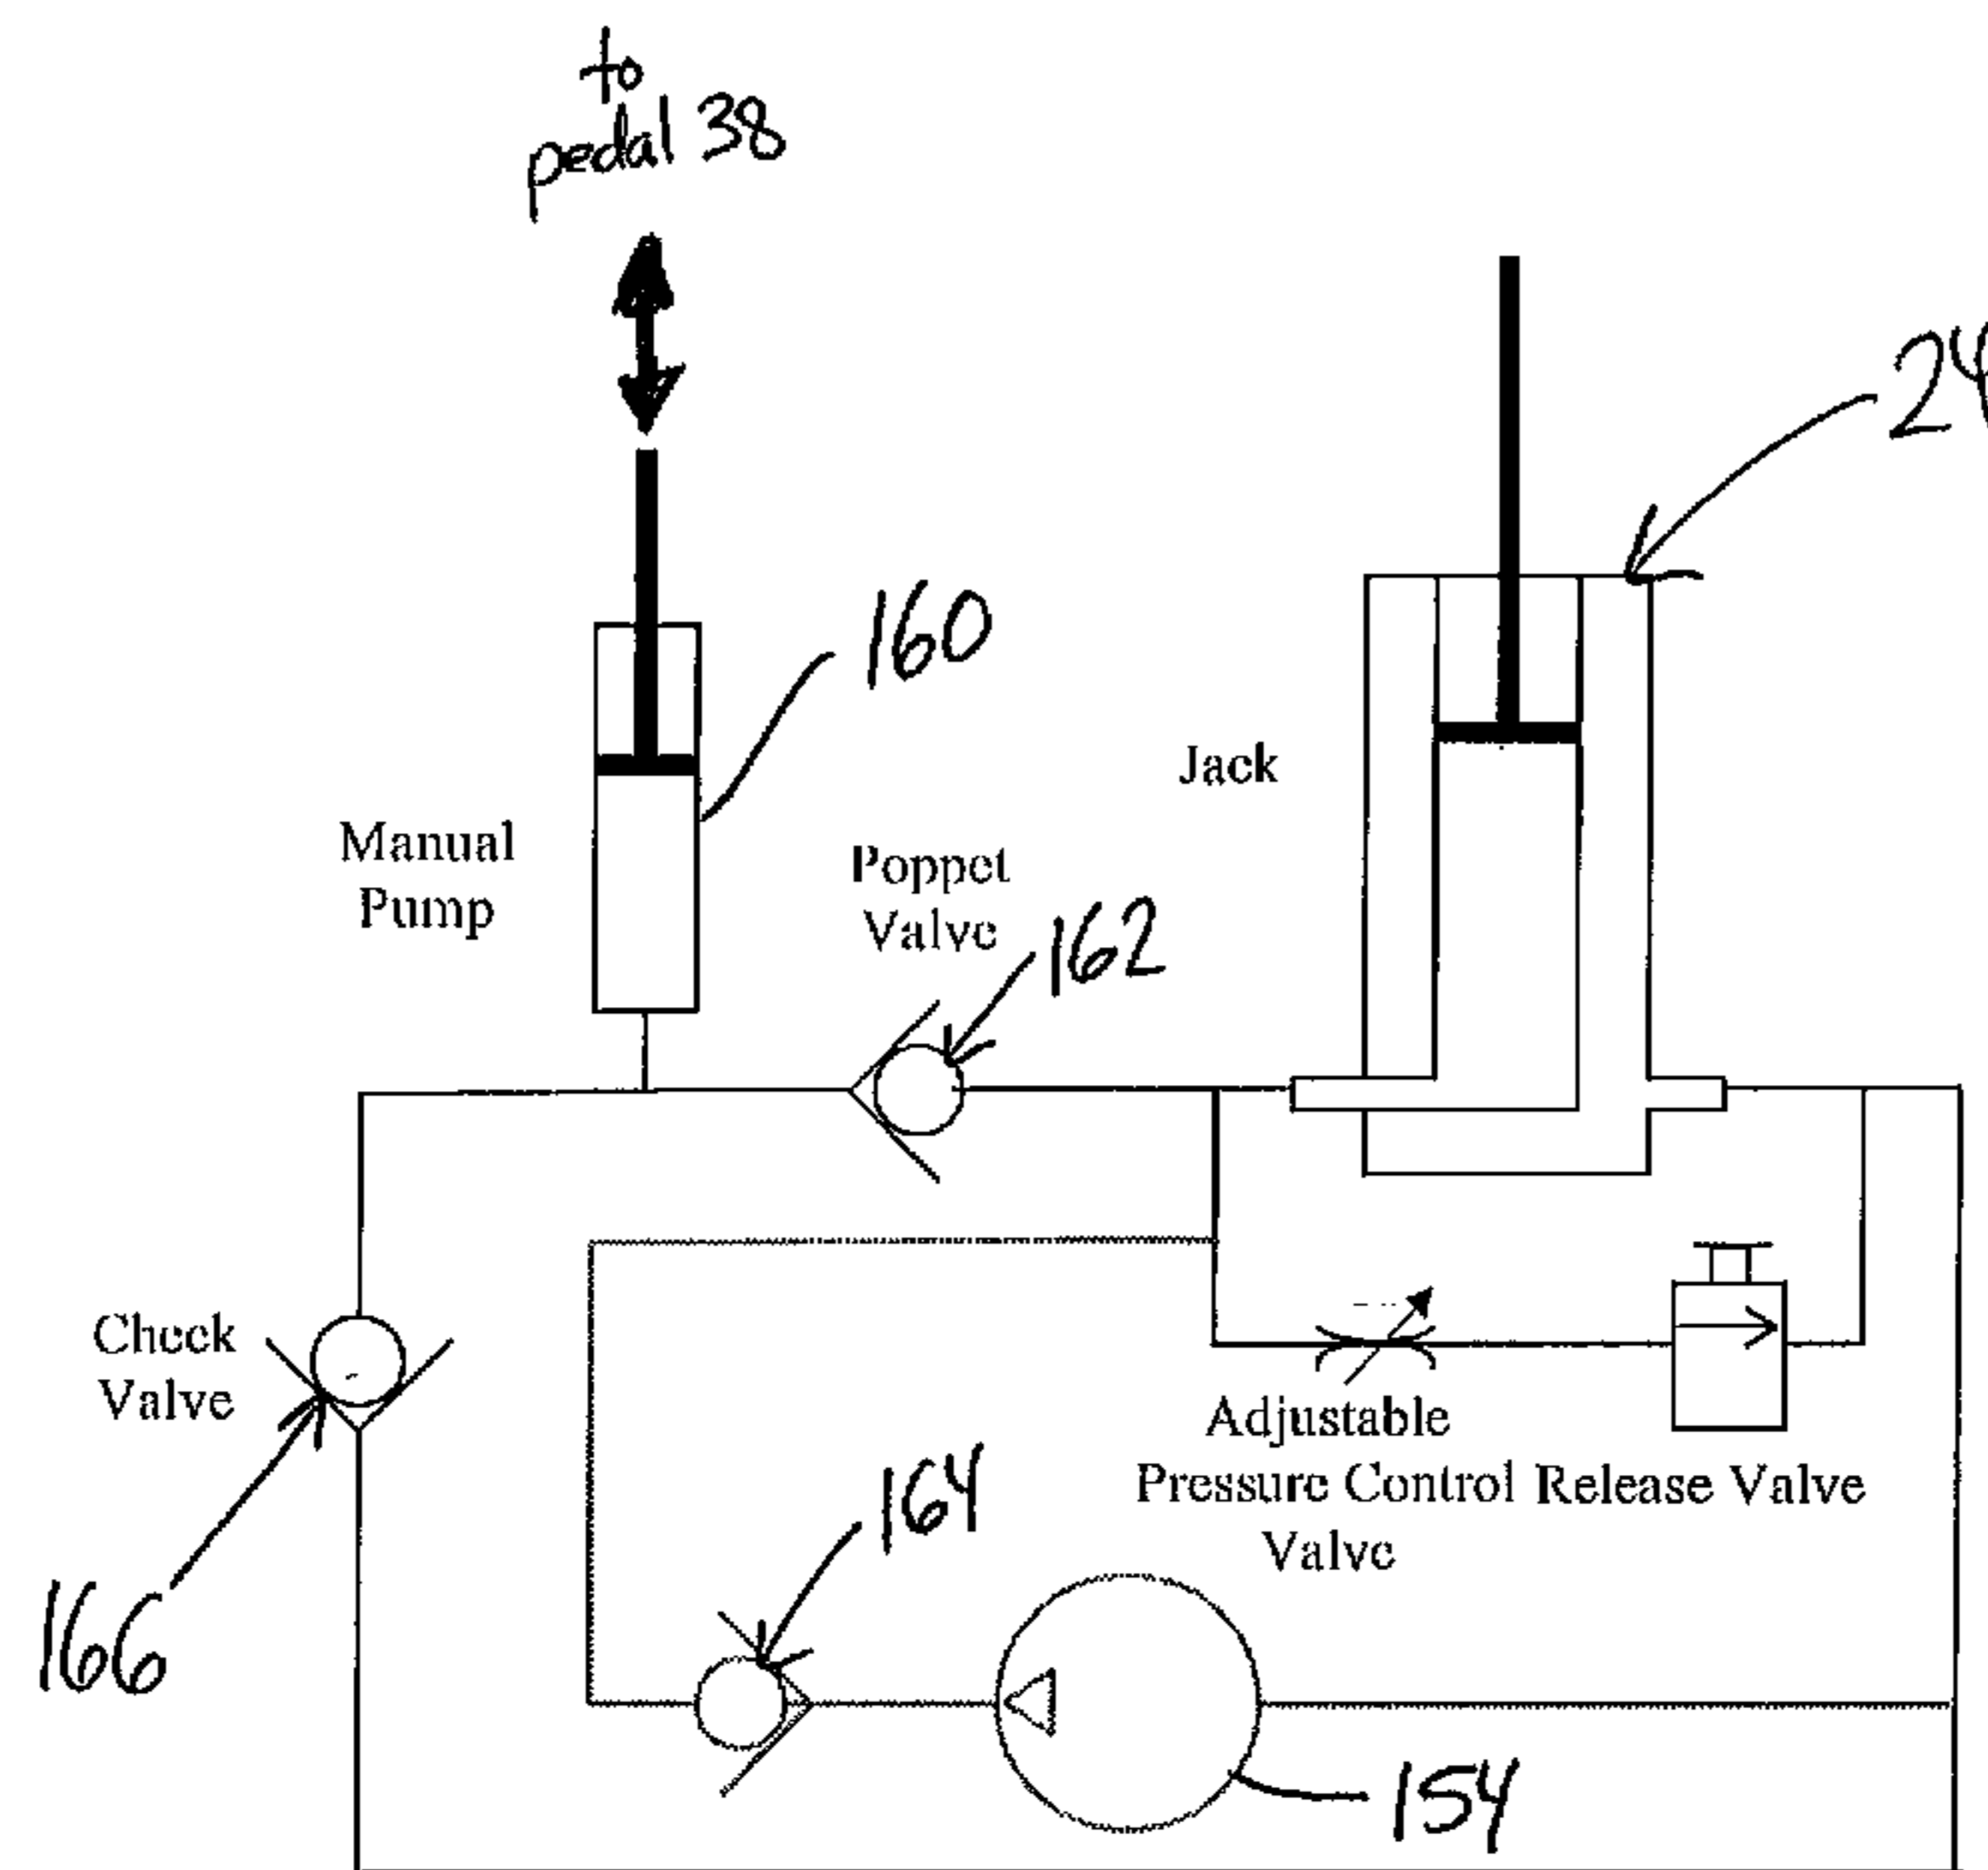 to
pedal 38
24
160
Jack
Manual
Pump
Poppet
Valve
162
Check
Valve
Adjustable
Pressure Control Release Valve
Valve
164
166
154